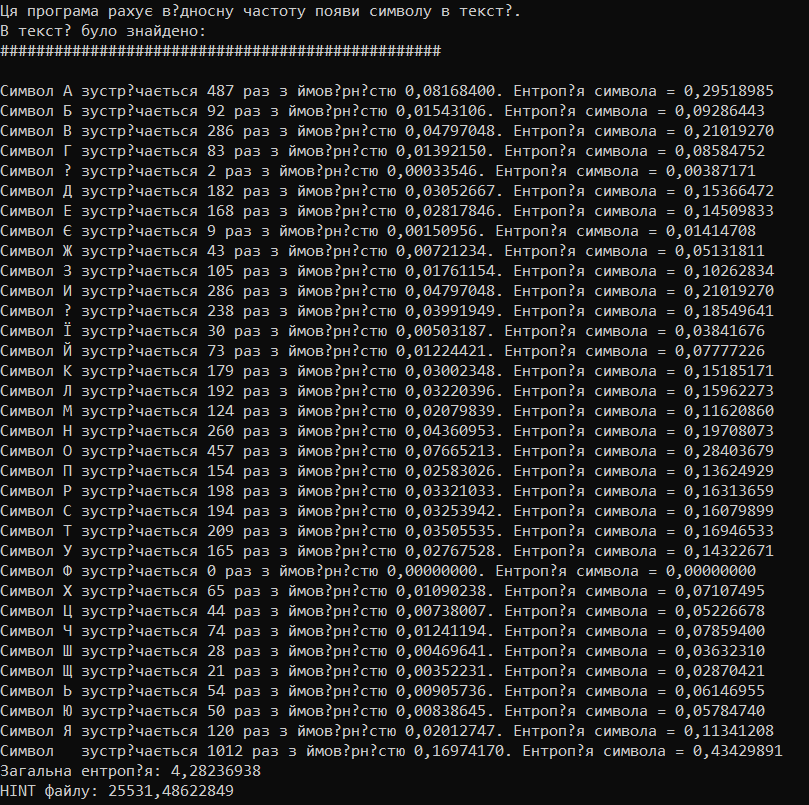 Ця програма рахує в?дносну частоту появи символу в текст?.
В текст? було знайдено:
#################################################
Символ А зустр?чається 487 раз з ймов?рн?стю 0,08168400. Ентроп?я символа = 0,29518985
Символ Б зустр?чається 92 раз з ймов?рн?стю 0,01543106. Ентроп?я символа = 0,09286443
Символ В зустр?чається 286 раз з ймов?рн?стю 0,04797048. Ентроп?я символа = 0,21019270
Символ Г зустр?чається 83 раз з ймов?рн?стю 0,01392150. Ентроп?я символа = 0,08584752
Символ ? зустр?чається 2 раз з ймов?рн?стю 0,00033546. Ентроп?я символа = 0,00387171
Символ Д зустр?чається 182 раз з ймов?рн?стю 0,03052667. Ентроп?я символа = 0,15366472
Символ Е зустр?чається 168 раз з ймов?рн?стю 0,02817846. Ентроп?я символа = 0,14509833
Символ Є зустр?чається 9 раз з ймов?рн?стю 0,00150956. Ентроп?я символа = 0,01414708
Символ Ж зустр?чається 43 раз з ймов?рн?стю 0,00721234. Ентроп?я символа = 0,05131811
Символ З зустр?чається 105 раз з ймов?рн?стю 0,01761154. Ентроп?я символа = 0,10262834
Символ И зустр?чається 286 раз з ймов?рн?стю 0,04797048. Ентроп?я символа = 0,21019270
Символ ? зустр?чається 238 раз з ймов?рн?стю 0,03991949. Ентроп?я символа = 0,18549641
Символ Ї зустр?чається 30 раз з ймов?рн?стю 0,00503187. Ентроп?я символа = 0,03841676
Символ Й зустр?чається 73 раз з ймов?рн?стю 0,01224421. Ентроп?я символа = 0,07777226
Символ К зустр?чається 179 раз з ймов?рн?стю 0,03002348. Ентроп?я символа = 0,15185171
Символ Л зустр?чається 192 раз з ймов?рн?стю 0,03220396. Ентроп?я символа = 0,15962273
Символ М зустр?чається 124 раз з ймов?рн?стю 0,02079839. Ентроп?я символа = 0,11620860
Символ Н зустр?чається 260 раз з ймов?рн?стю 0,04360953. Ентроп?я символа = 0,19708073
Символ О зустр?чається 457 раз з ймов?рн?стю 0,07665213. Ентроп?я символа = 0,28403679
Символ П зустр?чається 154 раз з ймов?рн?стю 0,02583026. Ентроп?я символа = 0,13624929
Символ Р зустр?чається 198 раз з ймов?рн?стю 0,03321033. Ентроп?я символа = 0,16313659
Символ С зустр?чається 194 раз з ймов?рн?стю 0,03253942. Ентроп?я символа = 0,16079899
Символ Т зустр?чається 209 раз з ймов?рн?стю 0,03505535. Ентроп?я символа = 0,16946533
Символ У зустр?чається 165 раз з ймов?рн?стю 0,02767528. Ентроп?я символа = 0,14322671
Символ Ф зустр?чається 0 раз з ймов?рн?стю 0,00000000. Ентроп?я символа = 0,00000000
Символ Х зустр?чається 65 раз з ймов?рн?стю 0,01090238. Ентроп?я символа = 0,07107495
Символ Ц зустр?чається 44 раз з ймов?рн?стю 0,00738007. Ентроп?я символа = 0,05226678
Символ Ч зустр?чається 74 раз з ймов?рн?стю 0,01241194. Ентроп?я символа = 0,07859400
Символ Ш зустр?чається 28 раз з ймов?рн?стю 0,00469641. Ентроп?я символа = 0,03632310
Символ Щ зустр?чається 21 раз з ймов?рн?стю 0,00352231. Ентроп?я символа = 0,02870421
Символ Ь зустр?чається 54 раз з ймов?рн?стю 0,00905736. Ентроп?я символа = 0,06146955
Символ Ю зустр?чається 50 раз з ймов?рн?стю 0,00838645. Ентроп?я символа = 0,05784740
Символ Я зустр?чається 120 раз з ймов?рн?стю 0,02012747. Ентроп?я символа = 0,11341208
Символ   зустр?чається 1012 раз з ймов?рн?стю 0,16974170. Ентроп?я символа = 0,43429891
Загальна ентроп?я: 4,28236938
HINT файлу: 25531,48622849